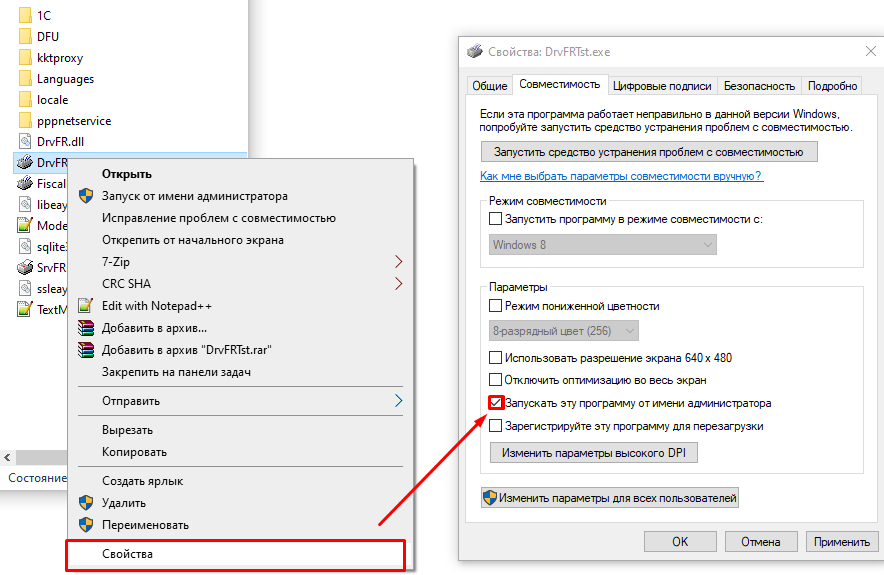 1C
DFU
kktproxy
Languages
locale
pppnetservice
DrvFR.dll
DrvFR
Fiscal
libeay
Mode
sqlite
SrvFR
ssleay
TextM
Состояние
Открыть
Запуск от имени администратора
Исправление проблем с совместимостью
Открепить от начального экрана
7-Zip
CRC SHA
Edit with Notepad++
Добавить в архив...
Добавить в архив "DrvFRTst.rar"
Закрепить на панели задач
Отправить
Вырезать
Копировать
Создать ярлык
Удалить
Переименовать
Свойства
Свойства: DrvFRTst.exe
Общие Совместимость Цифровые подписи Безопасность Подробно
Если эта программа работает неправильно в данной версии Windows,
попробуйте запустить средство устранения проблем с совместимостью.
Запустить средство устранения проблем с совместимостью
Как мне выбрать параметры совместимости вручную?
Режим совместимости
Запустить программу в режиме совместимости с:
Windows 8
Параметры
Режим пониженной цветности
8-разрядный цвет (256)
Использовать разрешение экрана 640 x 480
Отключить оптимизацию во весь экран
Запускать эту программу от имени администратора
Зарегистрируйте эту программу для перезагрузки
Изменить параметры высокого DPI
Изменить параметры для всех пользователей
OK Отмена Применить